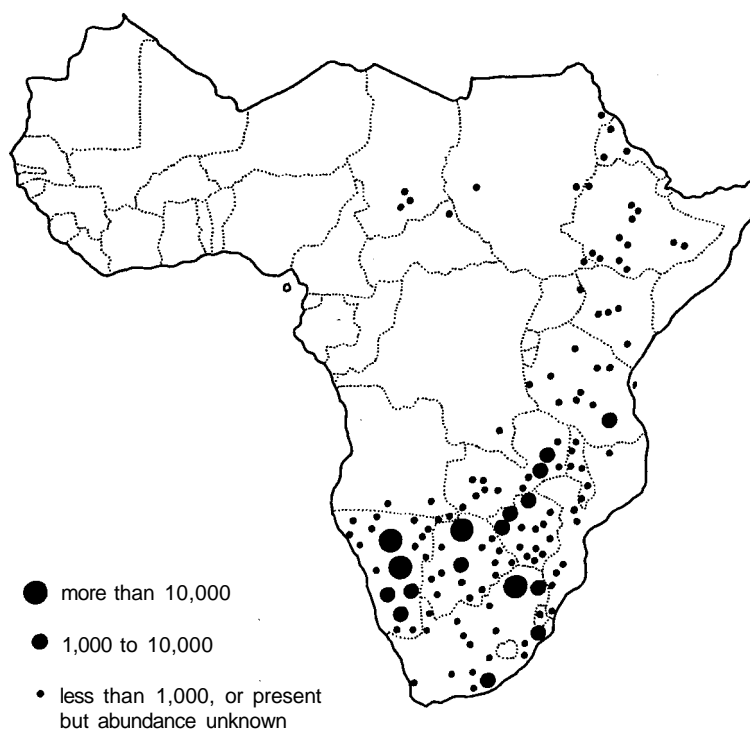 more than 10,000
1,000 to 10,000
less than 1,000, or present
but abundance unknown